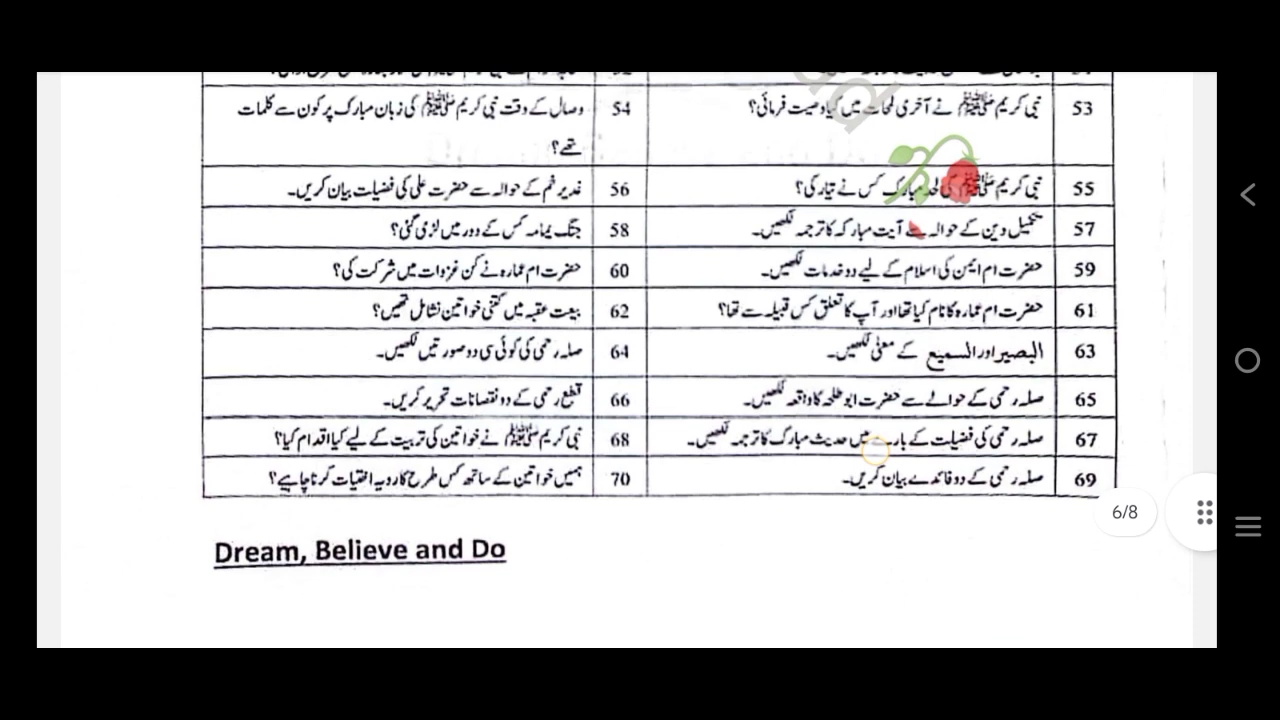 53 نبی کریم ﷺ نے آخری لمحات میں کیا وصیت فرمائی؟
54 وصال کے وقت نبی کریم ﷺ کی زبان مبارک پر کون سے کلمات
تھے؟
55 نبی کریم ﷺ کی لحد مبارک کس نے تیار کی؟
56 غدیر خم کے حوالہ سے حضرت علی کی فضیلت بیان کریں۔
57 تکمیل دین کے حوالہ سے آیت مبارکہ کا ترجمہ لکھیں۔
58 جنگ یمامہ کس کے دور میں لڑی گئی؟
59 حضرت ام ایمن کی اسلام کے لیے دو خدمات لکھیں۔
60 حضرت ام عمارہ نے کن غزوات میں شرکت کی؟
61 حضرت ام عمارہ کا نام کیا تھا اور آپ کا تعلق کس قبیلہ سے تھا؟
62 بیعت عقبہ میں کتنی خواتین شامل تھیں؟
63 البصیر اور السمیع کے معنی لکھیں۔
64 صلہ رحمی کی کوئی سی دو صورتیں لکھیں۔
65 صلہ رحمی کے حوالے سے حضرت ابو طلحہ کا واقعہ لکھیں۔
66 قطع رحمی کے دو نقصانات تحریر کریں۔
67 صلہ رحمی کی فضیلت کے بارے میں حدیث مبارک کا ترجمہ لکھیں۔
68 نبی کریم ﷺ نے خواتین کی تربیت کے لیے کیا اقدام کیا؟
69 صلہ رحمی کے دو فائدے بیان کریں۔
70 ہمیں خواتین کے ساتھ کس طرح کا رویہ اختیات کرنا چاہیے؟
6/8
Dream, Believe and Do